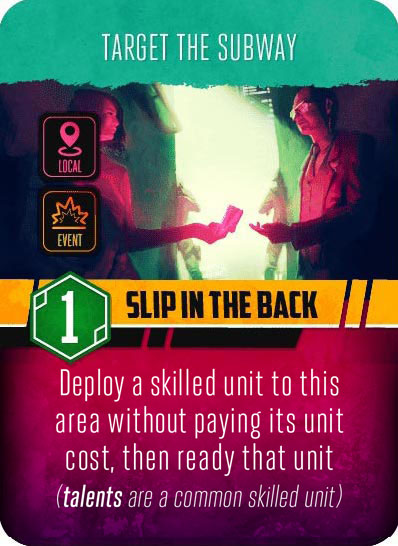 TARGET THE SUBWAY
LOCAL
EVENT
1
SLIP IN THE BACK
Deploy a skilled unit to this
area without paying its unit
cost, then ready that unit
(talents are a common skilled unit)